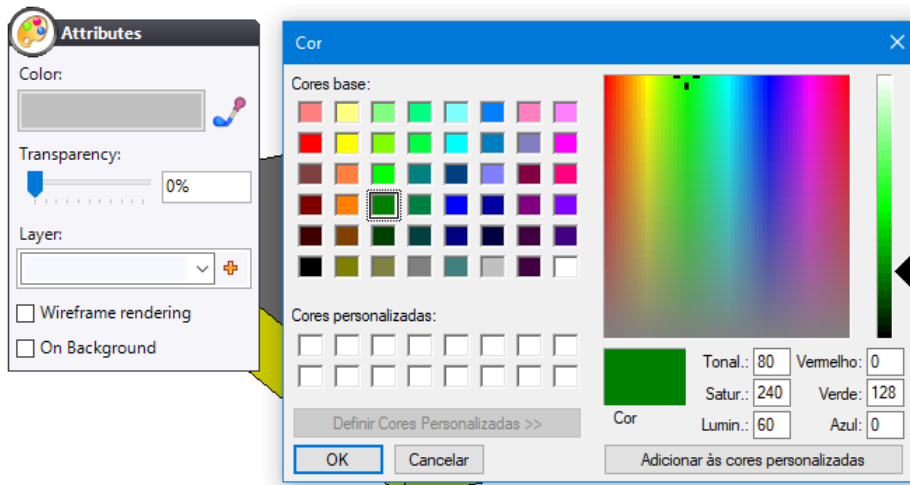 Attributes
Color:
Transparency:
0%
Layer:
Wireframe rendering
On Background
Cor
Cores base:
Cores personalizadas:
Definir Cores Personalizadas >>
OK Cancelar
Cor
Tonal.: 80 Vermelho: 0
Satur.: 240 Verde: 128
Lumin.: 60 Azul: 0
Adicionar às cores personalizadas